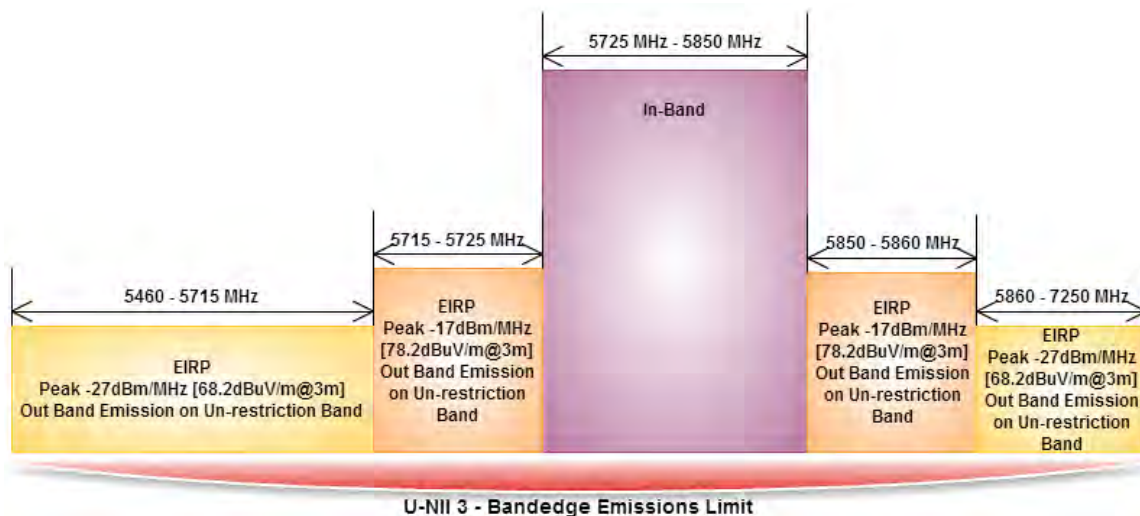 5725 MHz - 5850 MHz
In-Band
5715 - 5725 MHz
5850 - 5860 MHz
5460 - 5715 MHz
5860 - 7250 MHz
EIRP
Peak -27dBm/MHz [68.2dBuV/m@3m]
Out Band Emission on Un-restriction Band
EIRP
Peak -17dBm/MHz
[78.2dBuV/m@3m]
Out Band Emission
on Un-restriction
Band
EIRP
Peak -17dBm/MHz
[78.2dBuV/m@3m]
Out Band Emission
on Un-restriction
Band
EIRP
Peak -27dBm/MHz
[68.2dBuV/m@3m]
Out Band Emission
on Un-restriction
Band
U-NII 3 - Bandedge Emissions Limit